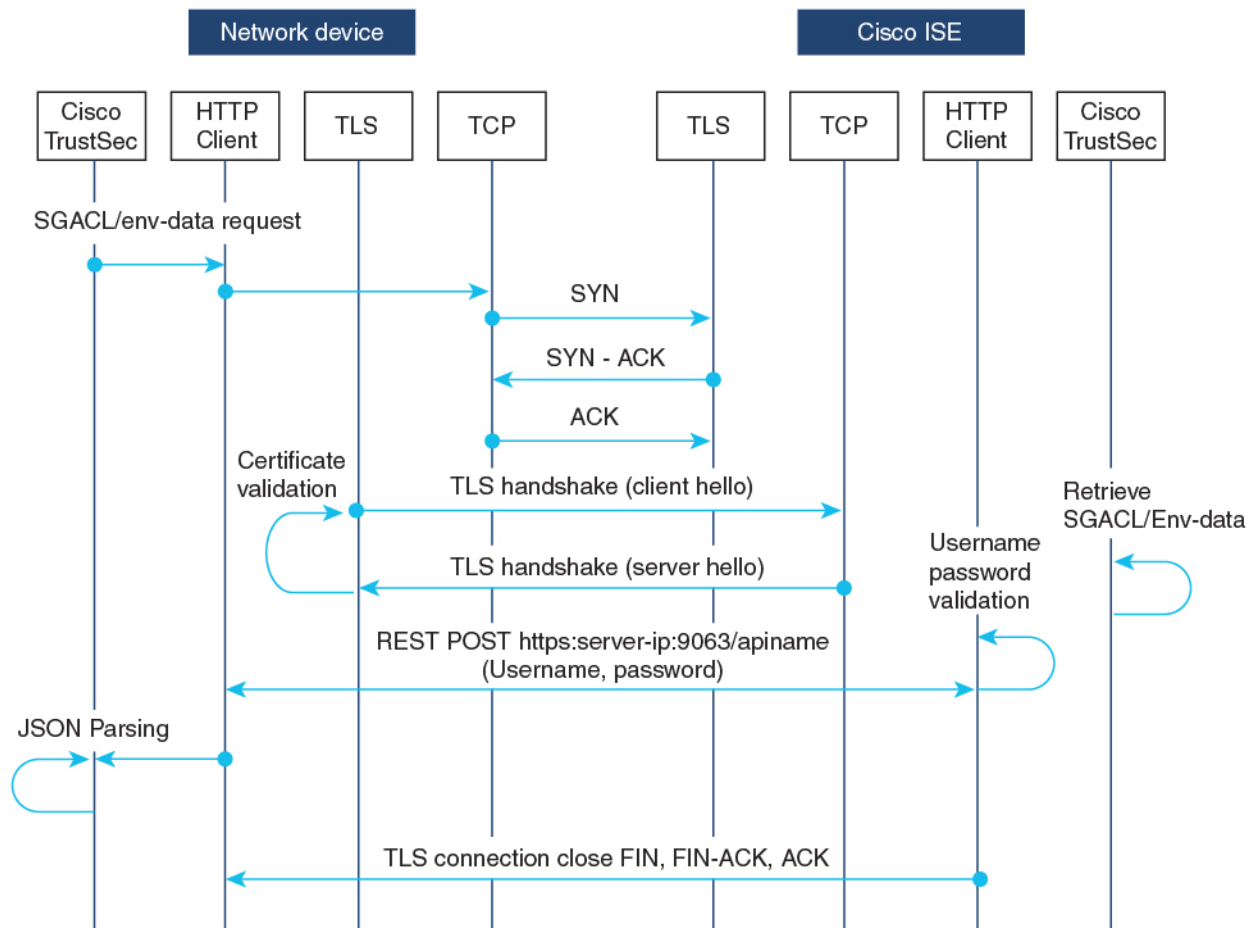 Network device
Cisco ISE
Cisco
TrustSec
HTTP
Client
TLS
TCP
TLS
TCP
HTTP
Client
Cisco
TrustSec
SGACL/env-data request
SYN
SYN - ACK
ACK
Certificate
validation
TLS handshake (client hello)
Retrieve
SGACL/Env-data
Username
password
validation
TLS handshake (server hello)
REST POST https:server-ip:9063/apiname
(Username, password)
JSON Parsing
TLS connection close FIN, FIN-ACK, ACK